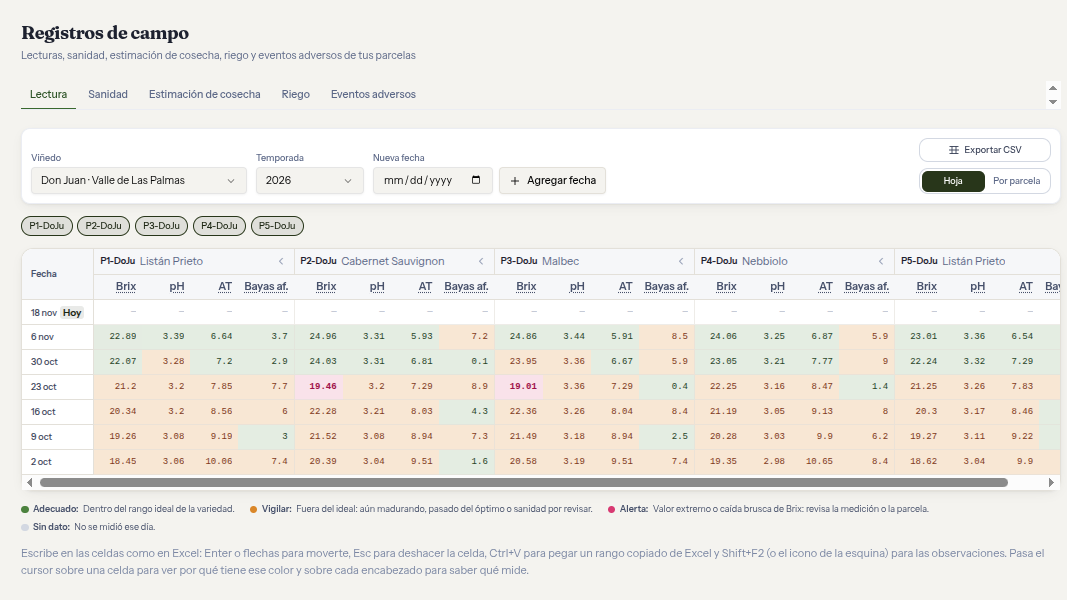 Registros de campo
Lecturas, sanidad, estimación de cosecha, riego y eventos adversos de tus parcelas
Lectura Sanidad Estimación de cosecha Riego Eventos adversos
Viñedo Temporada Nueva fecha
Don Juan · Valle de Las Palmas 2026 mm/dd/yyyy + Agregar fecha
Exportar CSV
Hoja Por parcela
P1-DoJu P2-DoJu P3-DoJu P4-DoJu P5-DoJu
Fecha P1-DoJu Listán Prieto P2-DoJu Cabernet Sauvignon P3-DoJu Malbec P4-DoJu Nebbiolo P5-DoJu Listán Prieto
Brix pH AT Bayas af. Brix pH AT Bayas af. Brix pH AT Bayas af. Brix pH AT Bayas af. Brix pH AT Bay
18 nov Hoy – – – – – – – – – – – – – – – – – – –
6 nov 22.89 3.39 6.64 3.7 24.96 3.31 5.93 7.2 24.86 3.44 5.91 8.5 24.06 3.25 6.87 5.9 23.01 3.36 6.54
30 oct 22.07 3.28 7.2 2.9 24.03 3.31 6.81 0.1 23.95 3.36 6.67 5.9 23.05 3.21 7.77 9 22.24 3.32 7.29
23 oct 21.2 3.2 7.85 7.7 19.46 3.2 7.29 8.9 19.01 3.36 7.29 0.4 22.25 3.16 8.47 1.4 21.25 3.26 7.83
16 oct 20.34 3.2 8.56 6 22.28 3.21 8.03 4.3 22.36 3.26 8.04 8.4 21.19 3.05 9.13 8 20.3 3.17 8.46
9 oct 19.26 3.08 9.19 3 21.52 3.08 8.94 7.3 21.49 3.18 8.94 2.5 20.28 3.03 9.9 6.2 19.27 3.11 9.22
2 oct 18.45 3.06 10.06 7.4 20.39 3.04 9.51 1.6 20.58 3.19 9.51 7.4 19.35 2.98 10.65 8.4 18.62 3.04 9.9
Adecuado: Dentro del rango ideal de la variedad. Vigilar: Fuera del ideal: aún madurando, pasado del óptimo o sanidad por revisar. Alerta: Valor extremo o caída brusca de Brix: revisa la medición o la parcela.
Sin dato: No se midió ese día.
Escribe en las celdas como en Excel: Enter o flechas para moverte, Esc para deshacer la celda, Ctrl+V para pegar un rango copiado de Excel y Shift+F2 (o el icono de la esquina) para las observaciones. Pasa el
cursor sobre una celda para ver por qué tiene ese color y sobre cada encabezado para saber qué mide.